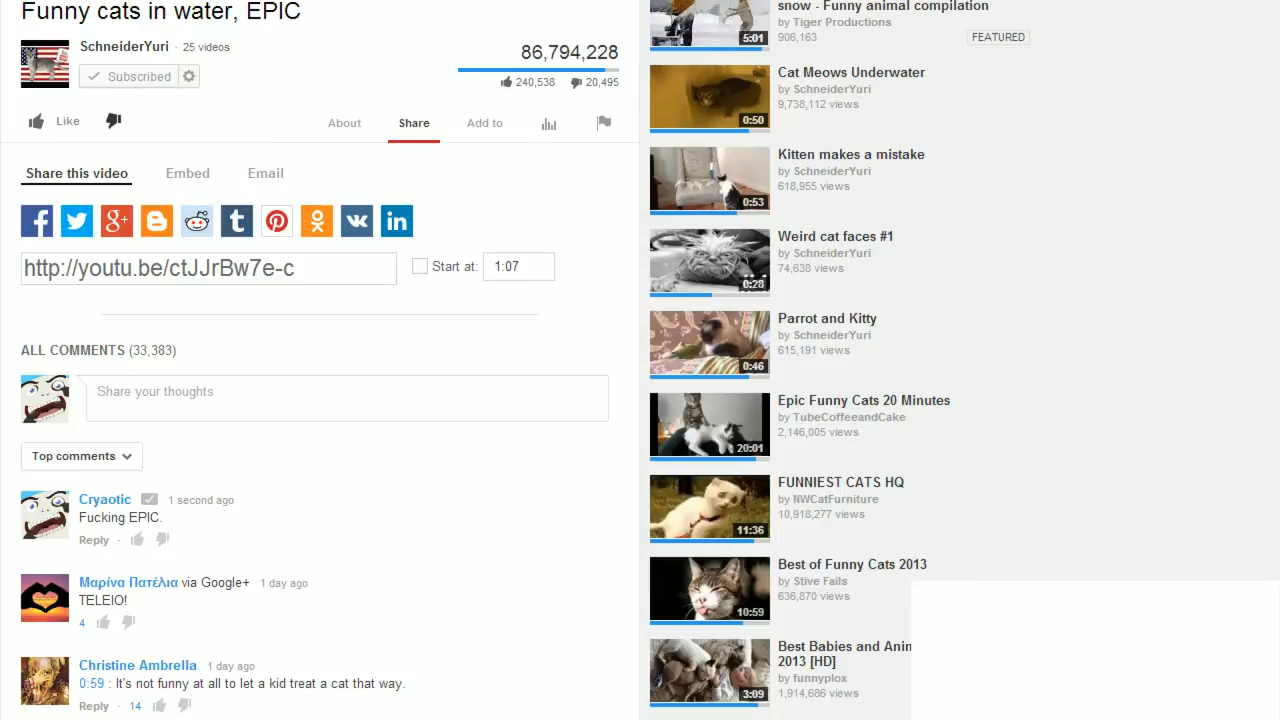 Funny cats in water, EPIC
SchneiderYuri · 25 videos
Subscribed
86,794,228
240,538 20,495
Like
About Share Add to
Share this video Embed Email
http://youtu.be/ctJJrBw7e-c
Start at: 1:07
ALL COMMENTS (33,383)
Share your thoughts
Top comments
Cryaotic 1 second ago
Fucking EPIC.
Reply ·
Μαρίνα Πατέλια via Google+ 1 day ago
TELEIO!
4
Christine Ambrella 1 day ago
0:59 : It's not funny at all to let a kid treat a cat that way.
Reply · 14
snow - Funny animal compilation
by Tiger Productions
906,163
FEATURED
5:01
Cat Meows Underwater
by SchneiderYuri
9,738,112 views
0:50
Kitten makes a mistake
by SchneiderYuri
618,955 views
0:53
Weird cat faces #1
by SchneiderYuri
74,638 views
0:28
Parrot and Kitty
by SchneiderYuri
615,191 views
0:46
Epic Funny Cats 20 Minutes
by TubeCoffeeandCake
2,146,005 views
20:01
FUNNIEST CATS HQ
by NWCatFurniture
10,918,277 views
11:36
Best of Funny Cats 2013
by Stive Fails
636,870 views
10:59
Best Babies and Anim
2013 [HD]
by funnyplox
1,914,686 views
3:09